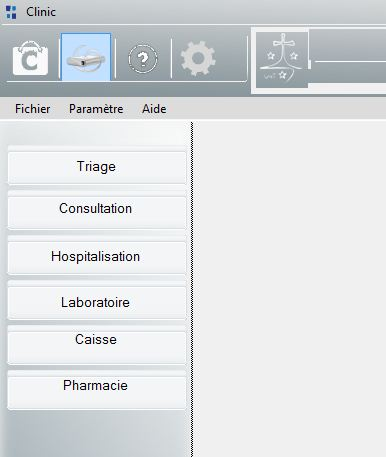 Clinic
C
?
Fichier Paramètre Aide
Triage
Consultation
Hospitalisation
Laboratoire
Caisse
Pharmacie